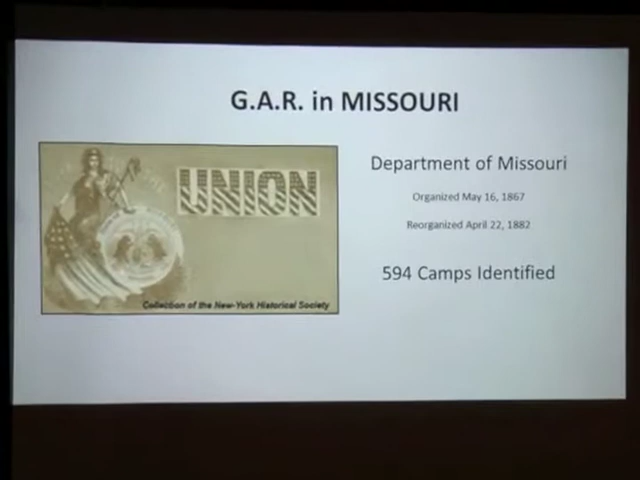 G.A.R. in MISSOURI
UNION
Collection of the New-York Historical Society
Department of Missouri
Organized May 16, 1867
Reorganized April 22, 1882
594 Camps Identified